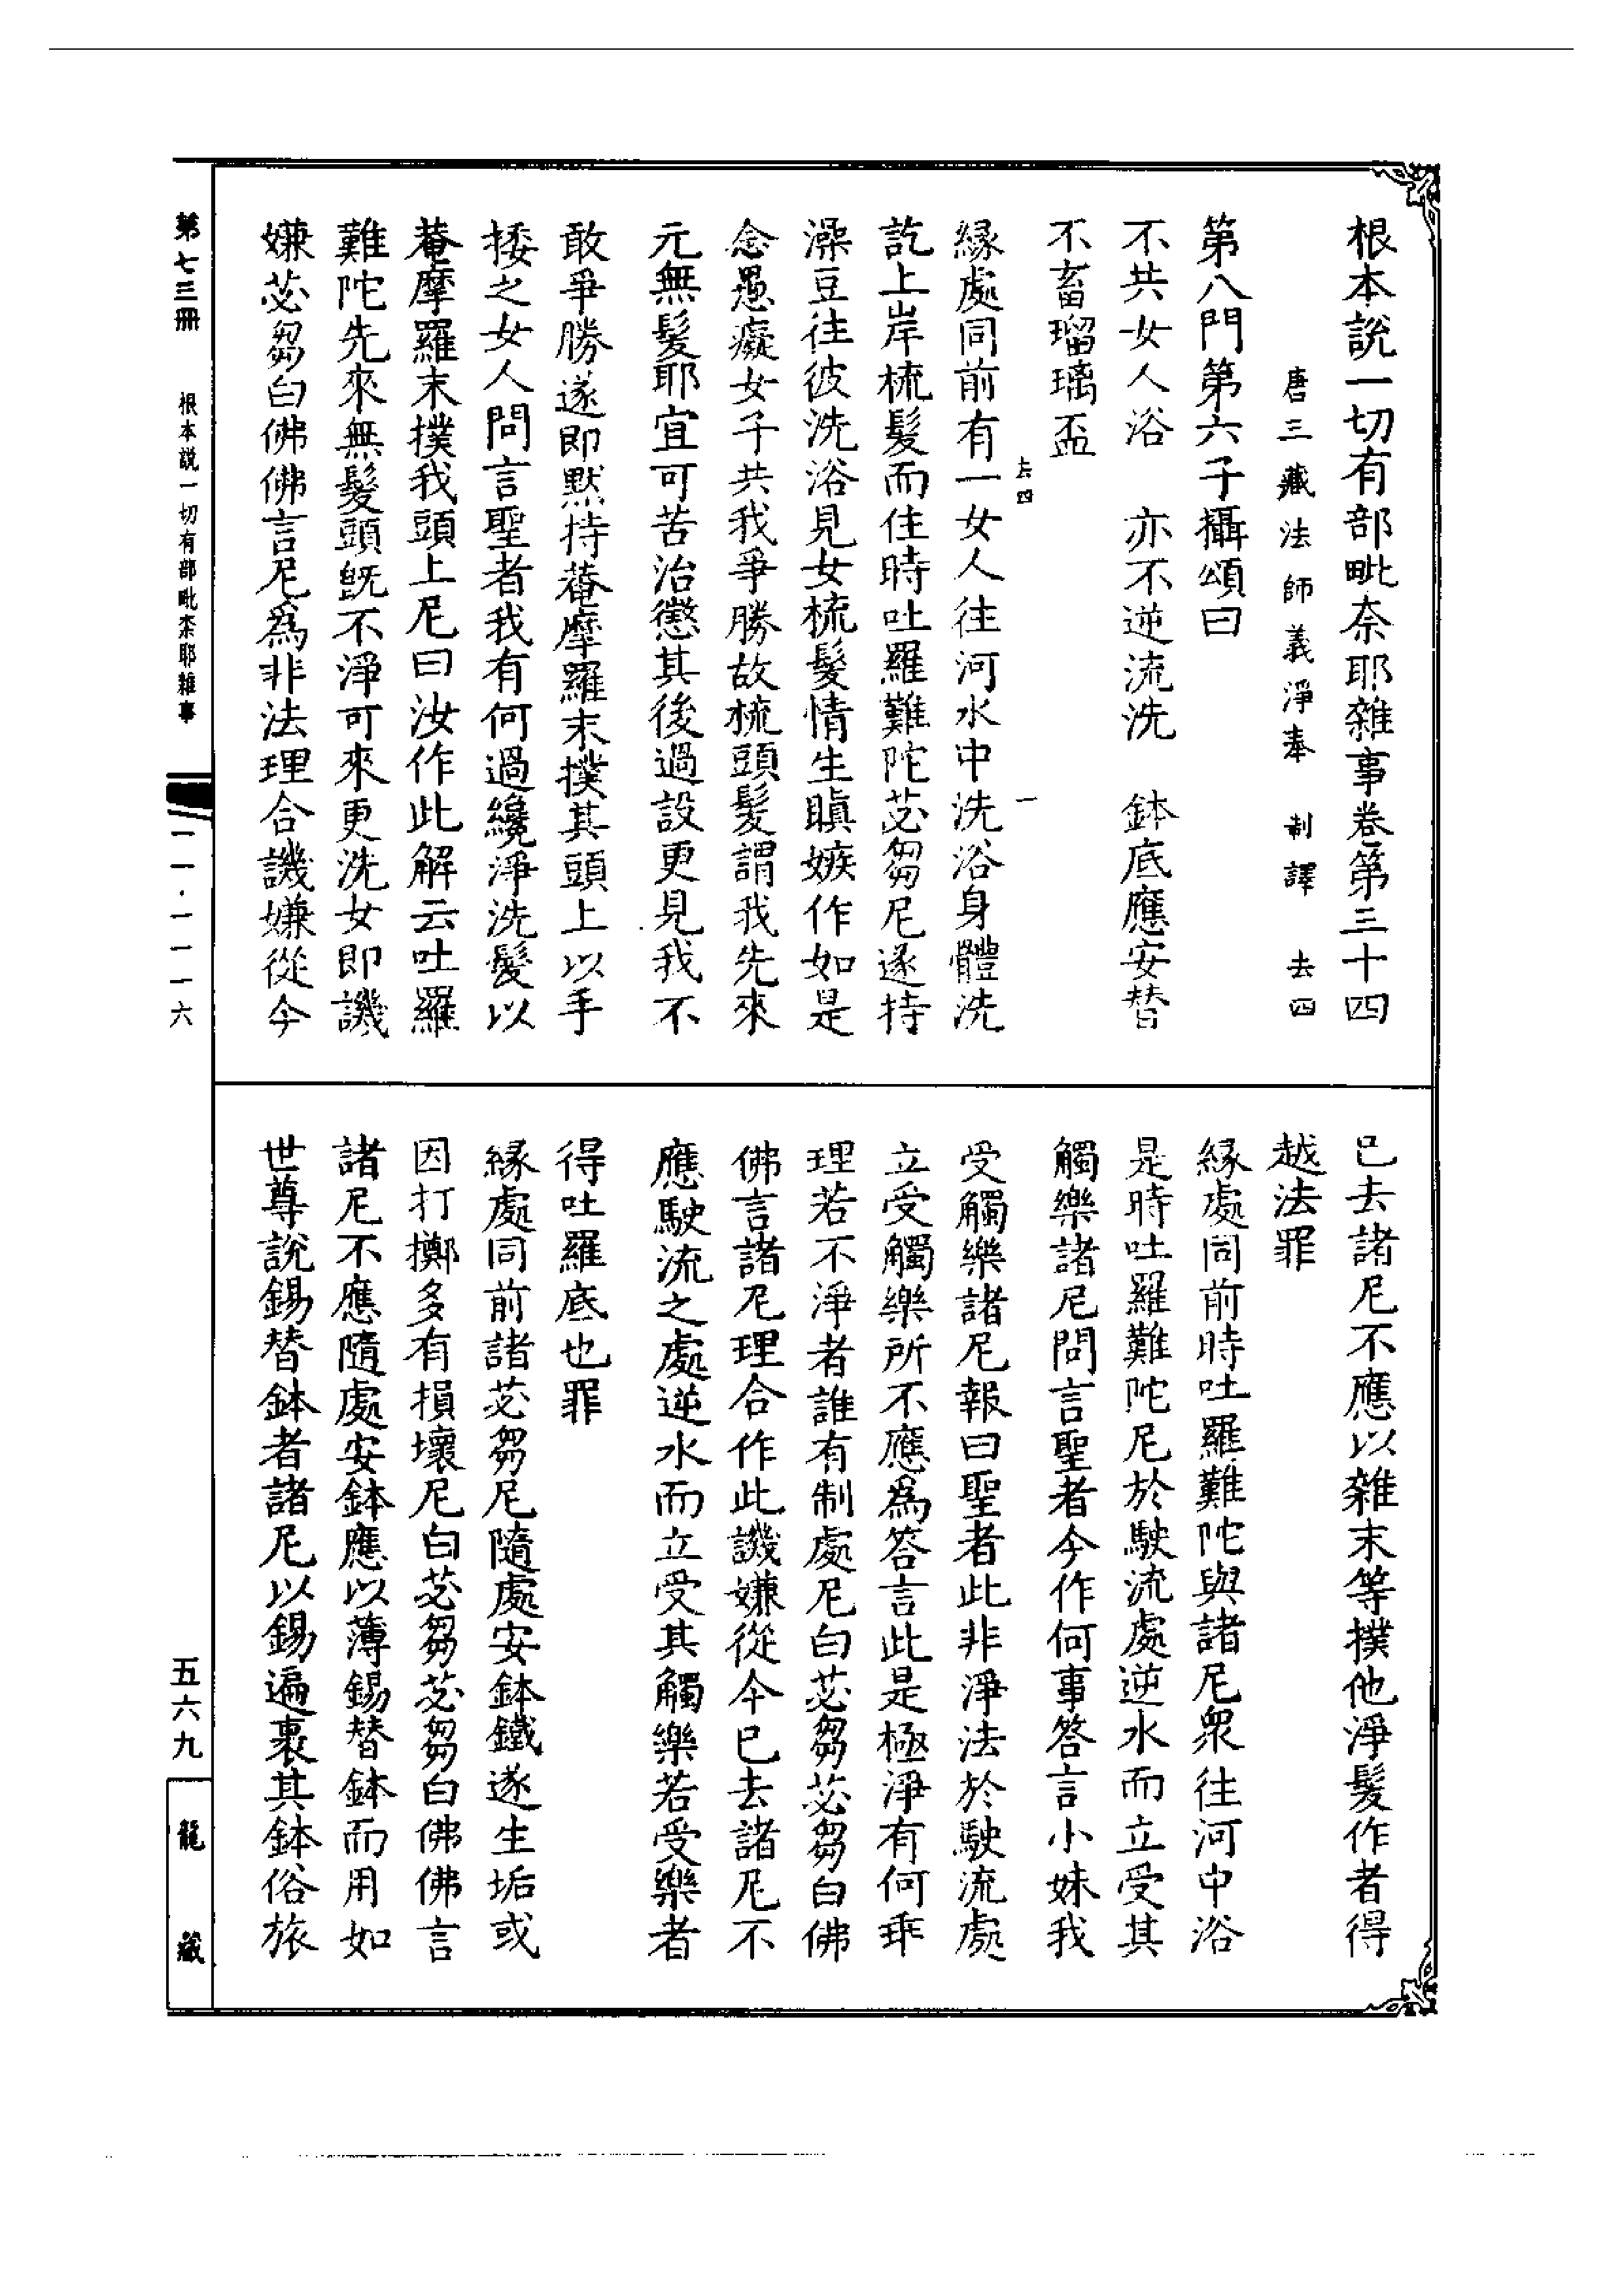 根本說一切有部毗奈耶雜事卷第三十四
唐三藏法師義淨奉　制譯　去四
第八門第六子攝頌曰
不共女人浴　亦不逆流洗　鉢底應安替
不畜瑠璃盃
去四　一
緣處同前有一女人往河水中洗浴身體洗
訖上岸梳髮而住時吐羅難陀苾芻尼遂持
澡豆往彼洗浴見女梳髮情生瞋嫉作如是
念愚癡女子共我爭勝故梳頭髮謂我先來
元無髮耶宜可苦治懲其後過設更見我不
敢爭勝遂即默持菴摩羅末撲其頭上以手
捼之女人問言聖者我有何過纔淨洗髮以
菴摩羅末撲我頭上尼曰汝作此解云吐羅
難陀先來無髮頭旣不淨可來更洗女即譏
嫌苾芻白佛佛言尼爲非法理合譏嫌從今
已去諸尼不應以雜末等撲他淨髮作者得
越法罪
緣處同前時吐羅難陀與諸尼衆往河中浴
是時吐羅難陀尼於駛流處逆水而立受其
觸樂諸尼問言聖者今作何事答言小妹我
受觸樂諸尼報曰聖者此非淨法於駛流處
立受觸樂所不應爲答言此是極淨有何乖
理若不淨者誰有制處尼白苾芻苾芻白佛
佛言諸尼理合作此譏嫌從今已去諸尼不
應駛流之處逆水而立受其觸樂若受樂者
得吐羅底也罪
緣處同前諸苾芻尼隨處安鉢鐵遂生垢或
因打擲多有損壞尼白苾芻苾芻白佛佛言
諸尼不應隨處安鉢應以薄錫替鉢而用如
世尊說錫替鉢者諸尼以錫遍裹其鉢俗旅
第七三冊　根本說一切有部毗柰耶雜事　一一·一一一六
五六九　龍藏